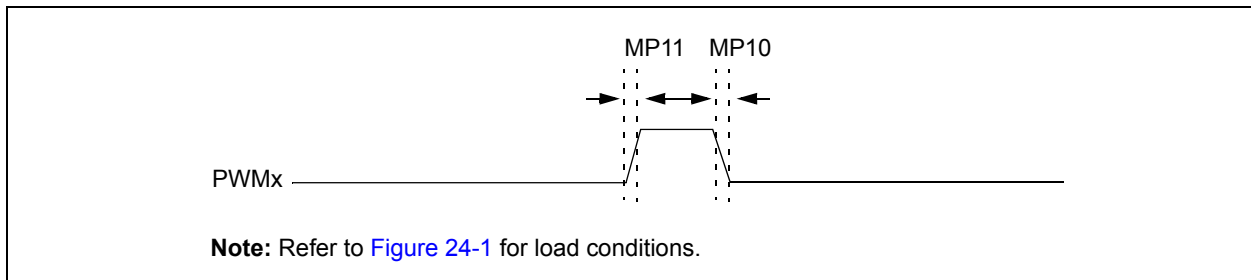 MP11 MP10
PWMx
Note: Refer to Figure 24-1 for load conditions.